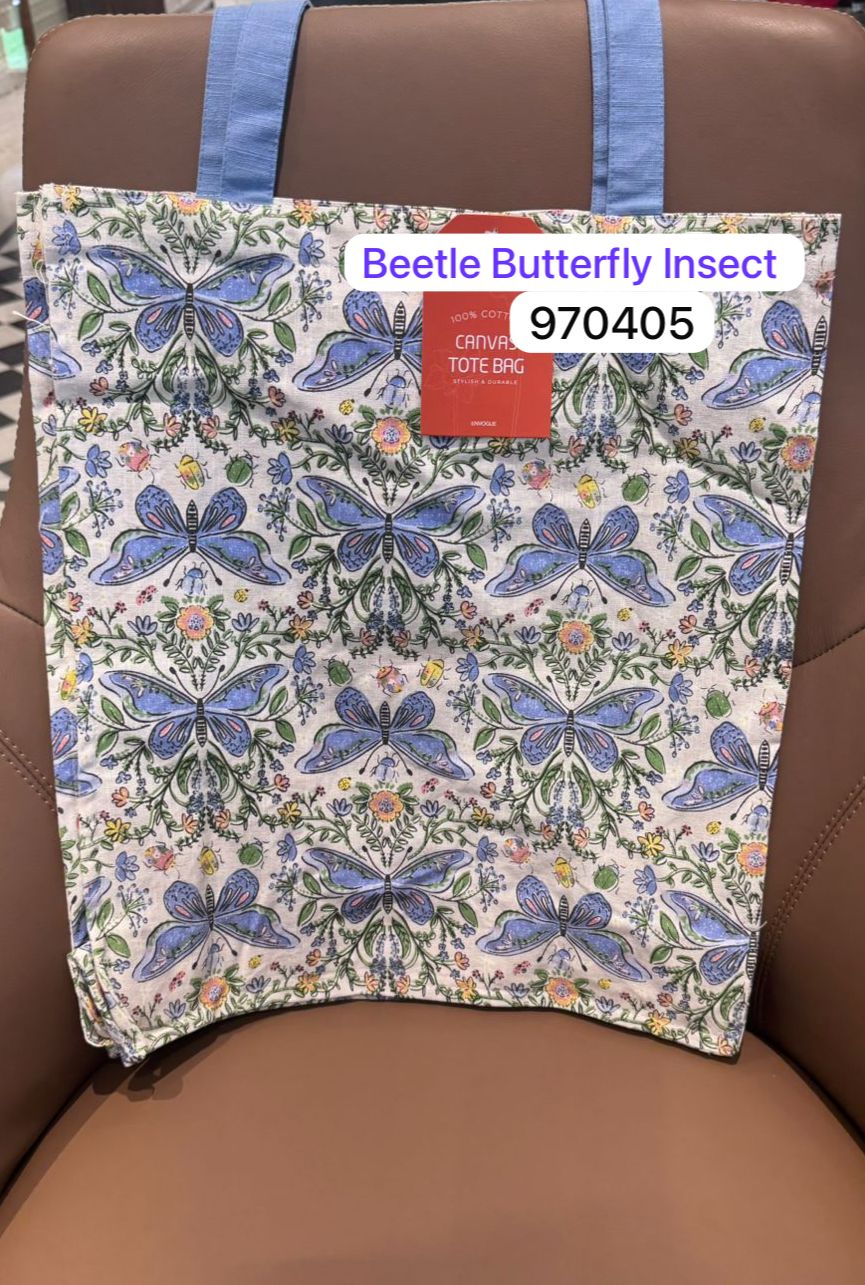 Beetle Butterfly Insect
970405
100% COTT
CANVAS
TOTE BAG
STYLISH & DURABLE
ENVOGUE